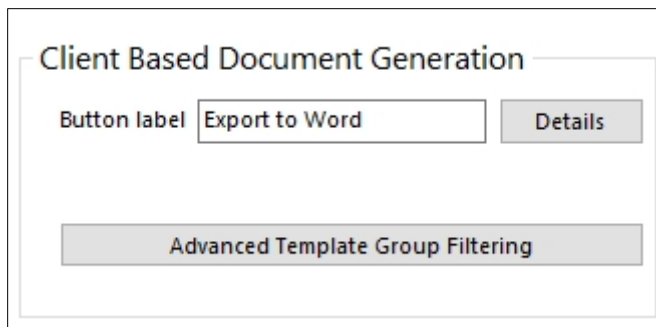 Client Based Document Generation
Button label Export to Word Details
Advanced Template Group Filtering